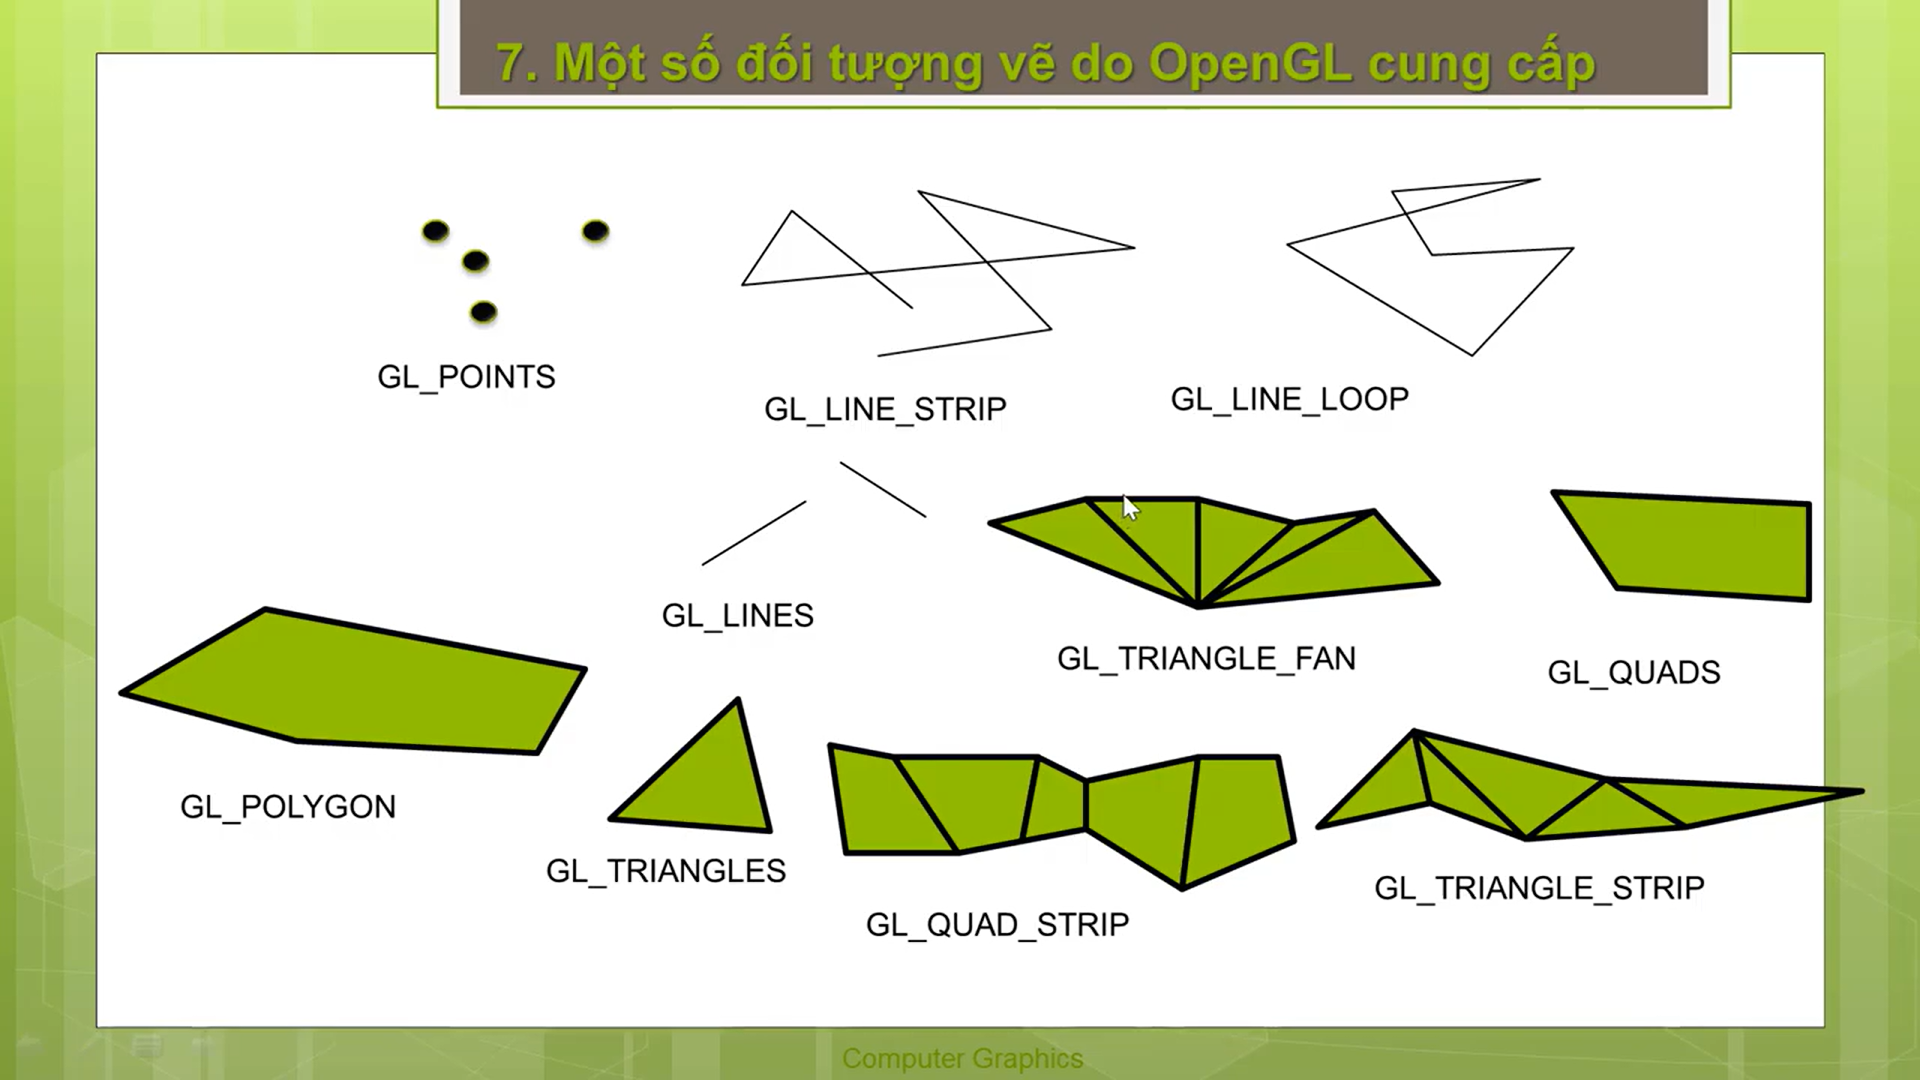 7. Một số đối tượng vẽ do OpenGL cung cấp
GL_POINTS
GL_LINE_STRIP
GL_LINE_LOOP
GL_LINES
GL_TRIANGLE_FAN
GL_QUADS
GL_POLYGON
GL_TRIANGLES
GL_QUAD_STRIP
GL_TRIANGLE_STRIP
Computer Graphics